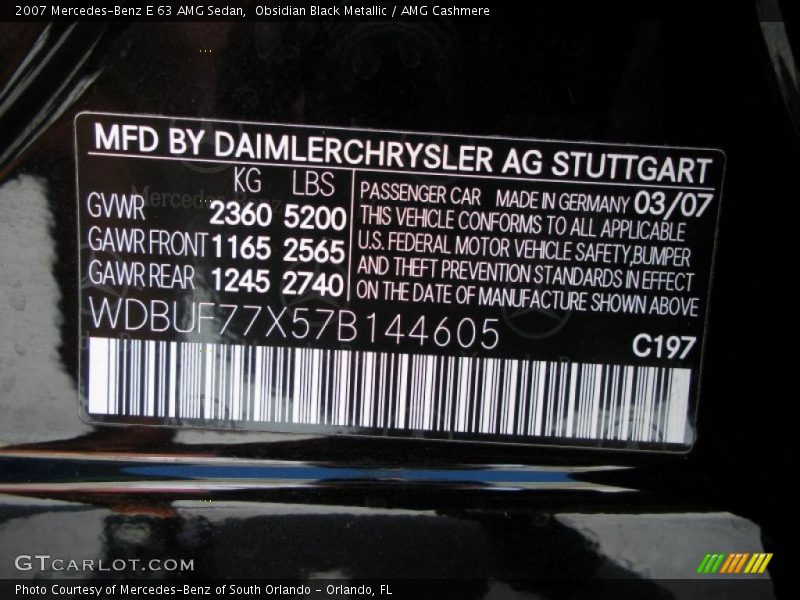 2007 Mercedes-Benz E 63 AMG Sedan, Obsidian Black Metallic / AMG Cashmere
MFD BY DAIMLERCHRYSLER AG STUTTGART
KG LBS
GVWR 2360 5200
GAWR FRONT 1165 2565
GAWR REAR 1245 2740
PASSENGER CAR MADE IN GERMANY 03/07
THIS VEHICLE CONFORMS TO ALL APPLICABLE
U.S. FEDERAL MOTOR VEHICLE SAFETY,BUMPER
AND THEFT PREVENTION STANDARDS IN EFFECT
ON THE DATE OF MANUFACTURE SHOWN ABOVE
WDBUF77X57B144605
C197
GTCARLOT.COM
Photo Courtesy of Mercedes-Benz of South Orlando - Orlando, FL